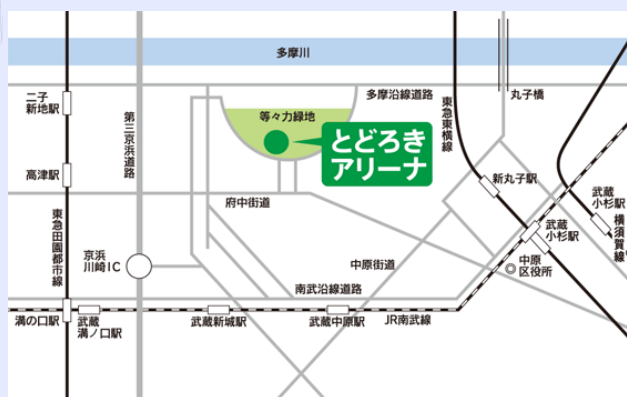 多摩川
二子
新地駅
第三京浜道路
等々力緑地
多摩沿線道路
東急東横線
丸子橋
とどろき
アリーナ
高津駅
新丸子駅
武蔵
小杉駅
府中街道
東急田園都市線
武蔵
小杉駅
横須賀線
京浜
川崎IC
中原街道
中原
区役所
南武沿線道路
溝の口駅
武蔵
溝ノ口駅
武蔵新城駅
武蔵中原駅
JR南武線